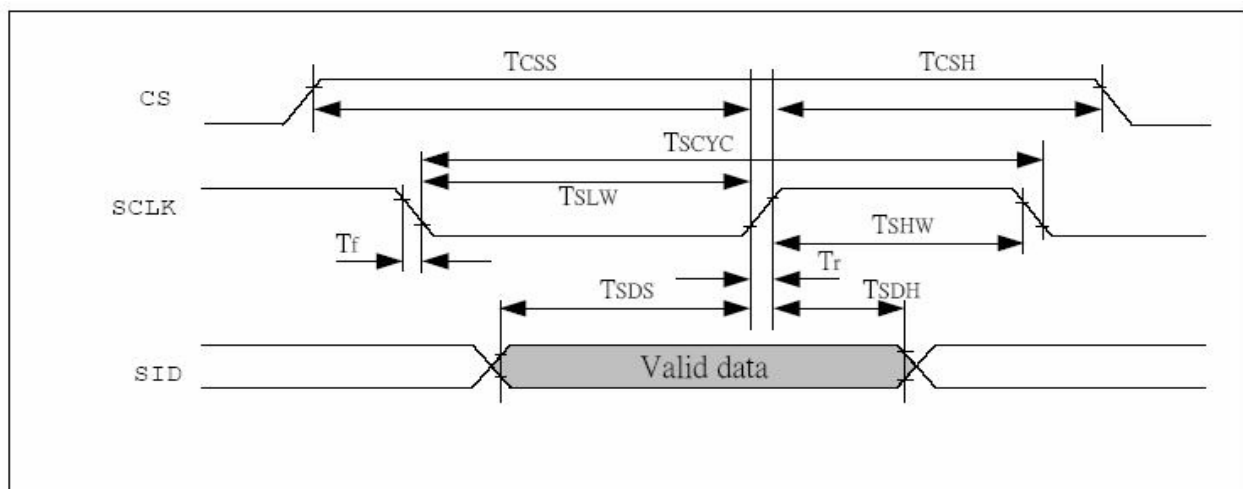 TCSS TCSH
CS
TSCYC
TSLW
SCLK
TSHW
Tf
Tr
TSDS TSDH
SID Valid data